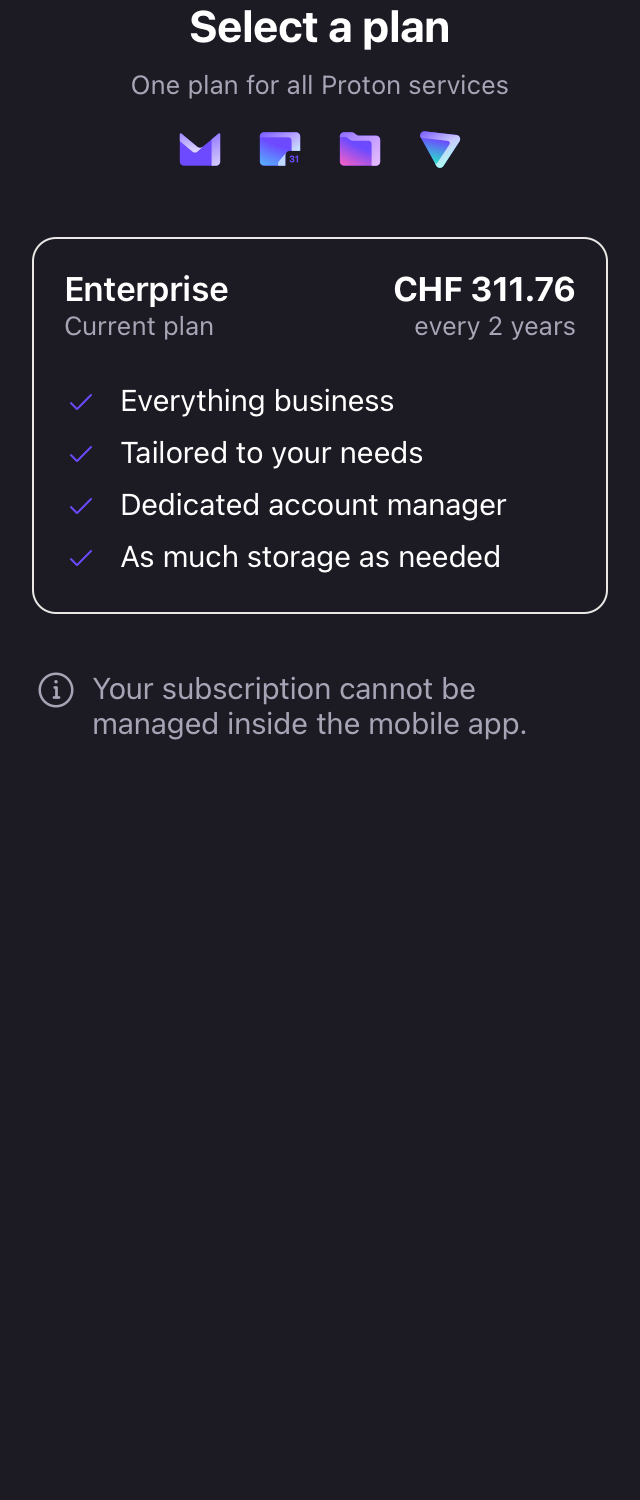 Select a plan
One plan for all Proton services
31
Enterprise
CHF 311.76
Current plan
every 2 years
Everything business
Tailored to your needs
Dedicated account manager
As much storage as needed
Your subscription cannot be
managed inside the mobile app.